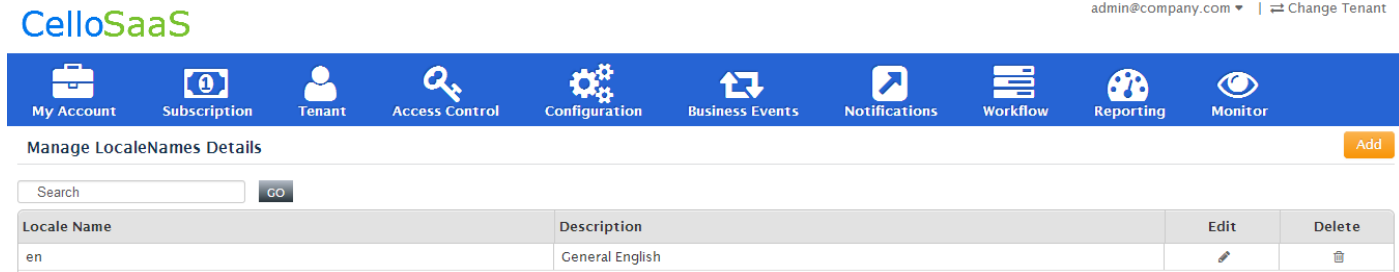 admin@company.com | Change Tenant
CelloSaaS
My Account Subscription Tenant Access Control Configuration Business Events Notifications Workflow Reporting Monitor
Manage LocaleNames Details Add
Search GO
Locale Name Description Edit Delete
en General English